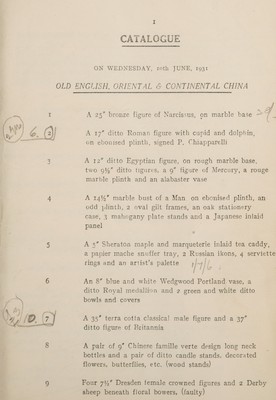 1
CATALOGUE
ON WEDNESDAY, 10th JUNE, 1931
OLD ENGLISH, ORIENTAL & CONTINENTAL CHINA
1 A 25" bronze figure of Narcissus, on marble base
6. 2 A 17" ditto Roman figure with cupid and dolphin,
on ebonised plinth, signed P. Chiapparelli
3 A 12" ditto Egyptian figure, on rough marble base,
two 9½" ditto figures, a 9" figure of Mercury, a rouge
marble plinth and an alabaster vase
4 A 14½" marble bust of a Man, on ebonised plinth, an
odd plinth, 2 oval gilt frames, an oak stationery
case, 3 mahogany plate stands and a Japanese inlaid
panel
5 A 5" Sheraton maple and marqueterie inlaid tea caddy,
a papier mache snuffer tray, 2 Russian ikons, 4 serviette
rings and an artist's palette 1/7/6
6 An 8" blue and white Wedgwood Portland vase, a
ditto Royal medallion and 2 green and white ditto
bowls and covers
10. 7 A 35" terra cotta classical male figure and a 37"
ditto figure of Britannia
8 A pair of 9" Chinese famille verte design long neck
bottles and a pair of ditto candle stands, decorated
flowers, butterflies, etc. (wood stands)
9 Four 7½" Dresden female crowned figures and 2 Derby
sheep beneath floral bowers, (faulty)